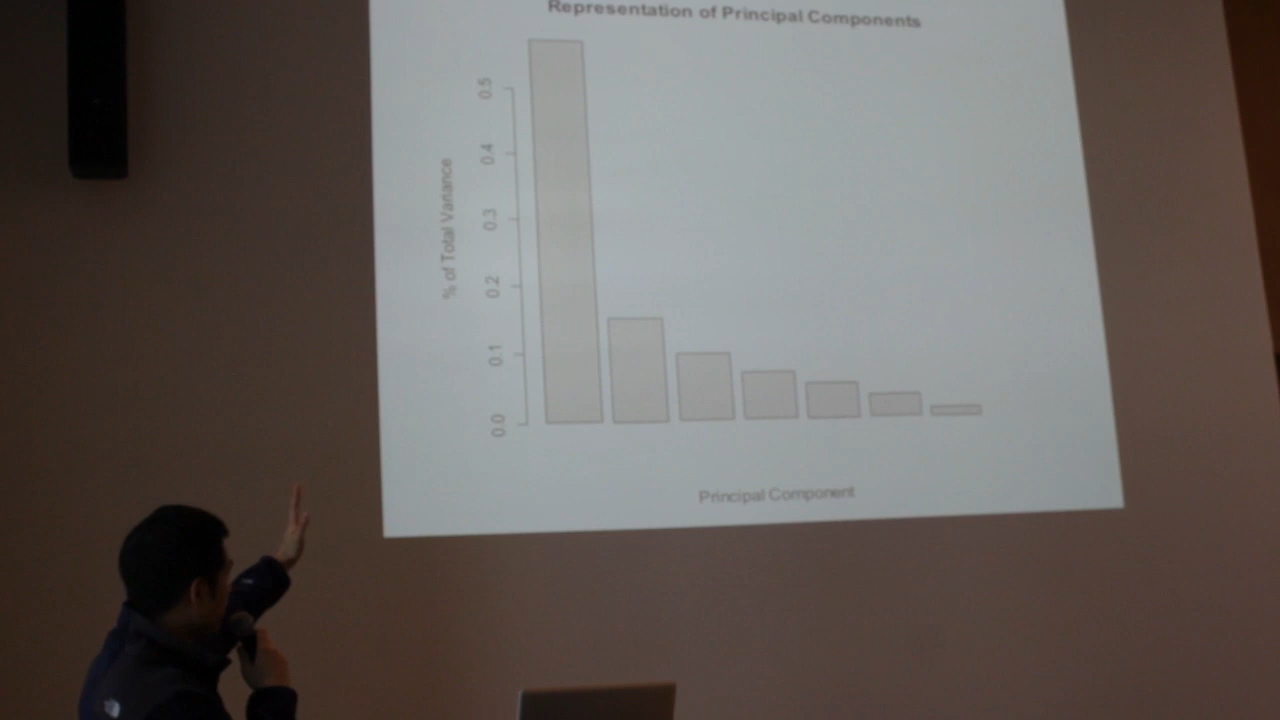 Representation of Principal Components
% of Total Variance
0.5
0.4
0.3
0.2
0.1
0.0
Principal Component